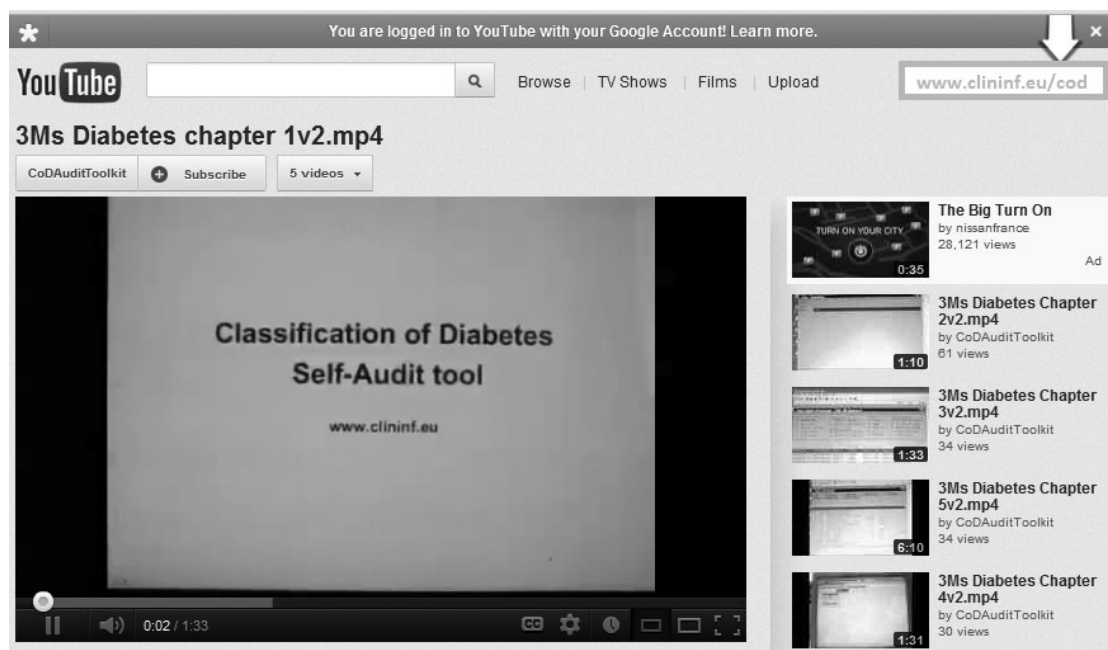 You are logged in to YouTube with your Google Account! Learn more.
You Tube
Browse | TV Shows | Films | Upload
www.clininf.eu/cod
3Ms Diabetes chapter 1v2.mp4
CoDAuditToolkit
Subscribe
5 videos
Classification of Diabetes
Self-Audit tool
www.clininf.eu
0:02 / 1:33
CC
TURN ON YOUR CITY
0:35
The Big Turn On
by nissanfrance
28,121 views
Ad
1:10
3Ms Diabetes Chapter
2v2.mp4
by CoDAuditToolkit
61 views
1:33
3Ms Diabetes Chapter
3v2.mp4
by CoDAuditToolkit
34 views
6:10
3Ms Diabetes Chapter
5v2.mp4
by CoDAuditToolkit
34 views
1:31
3Ms Diabetes Chapter
4v2.mp4
by CoDAuditToolkit
30 views